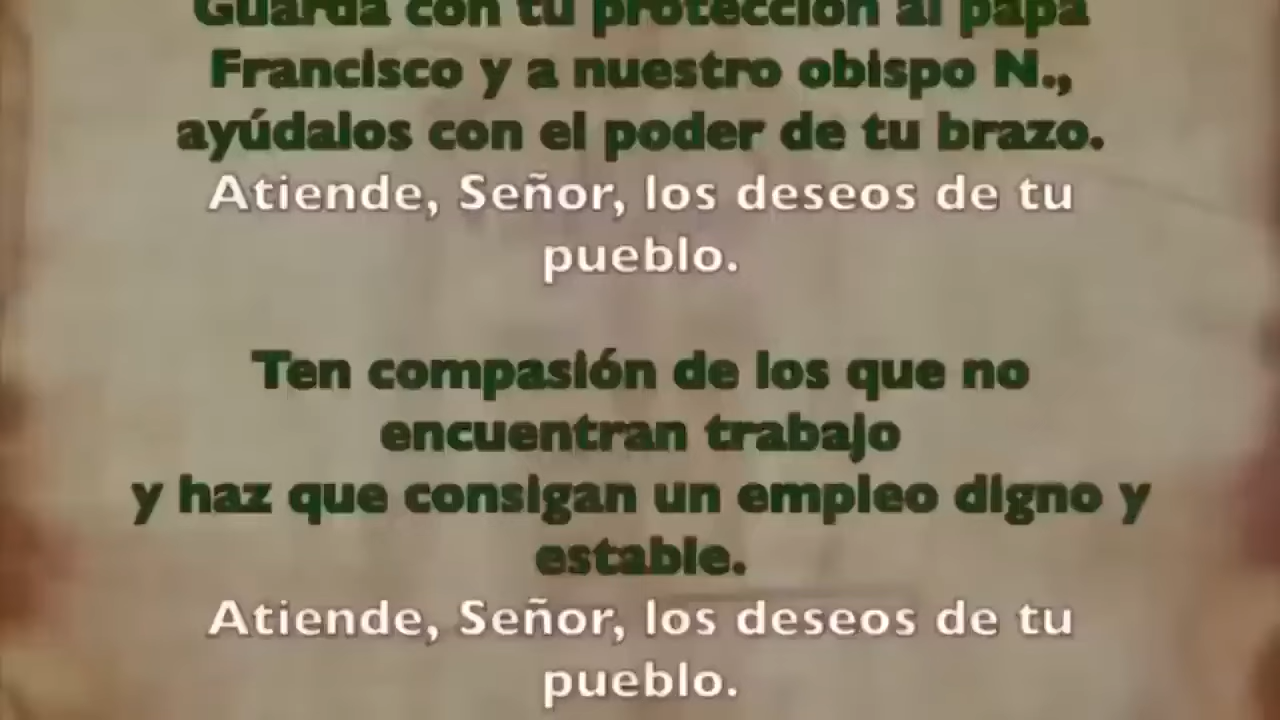 Guarda con tu protección al papa
Francisco y a nuestro obispo N.,
ayúdalos con el poder de tu brazo.
Atiende, Señor, los deseos de tu
pueblo.
Ten compasión de los que no
encuentran trabajo
y haz que consigan un empleo digno y
estable.
Atiende, Señor, los deseos de tu
pueblo.